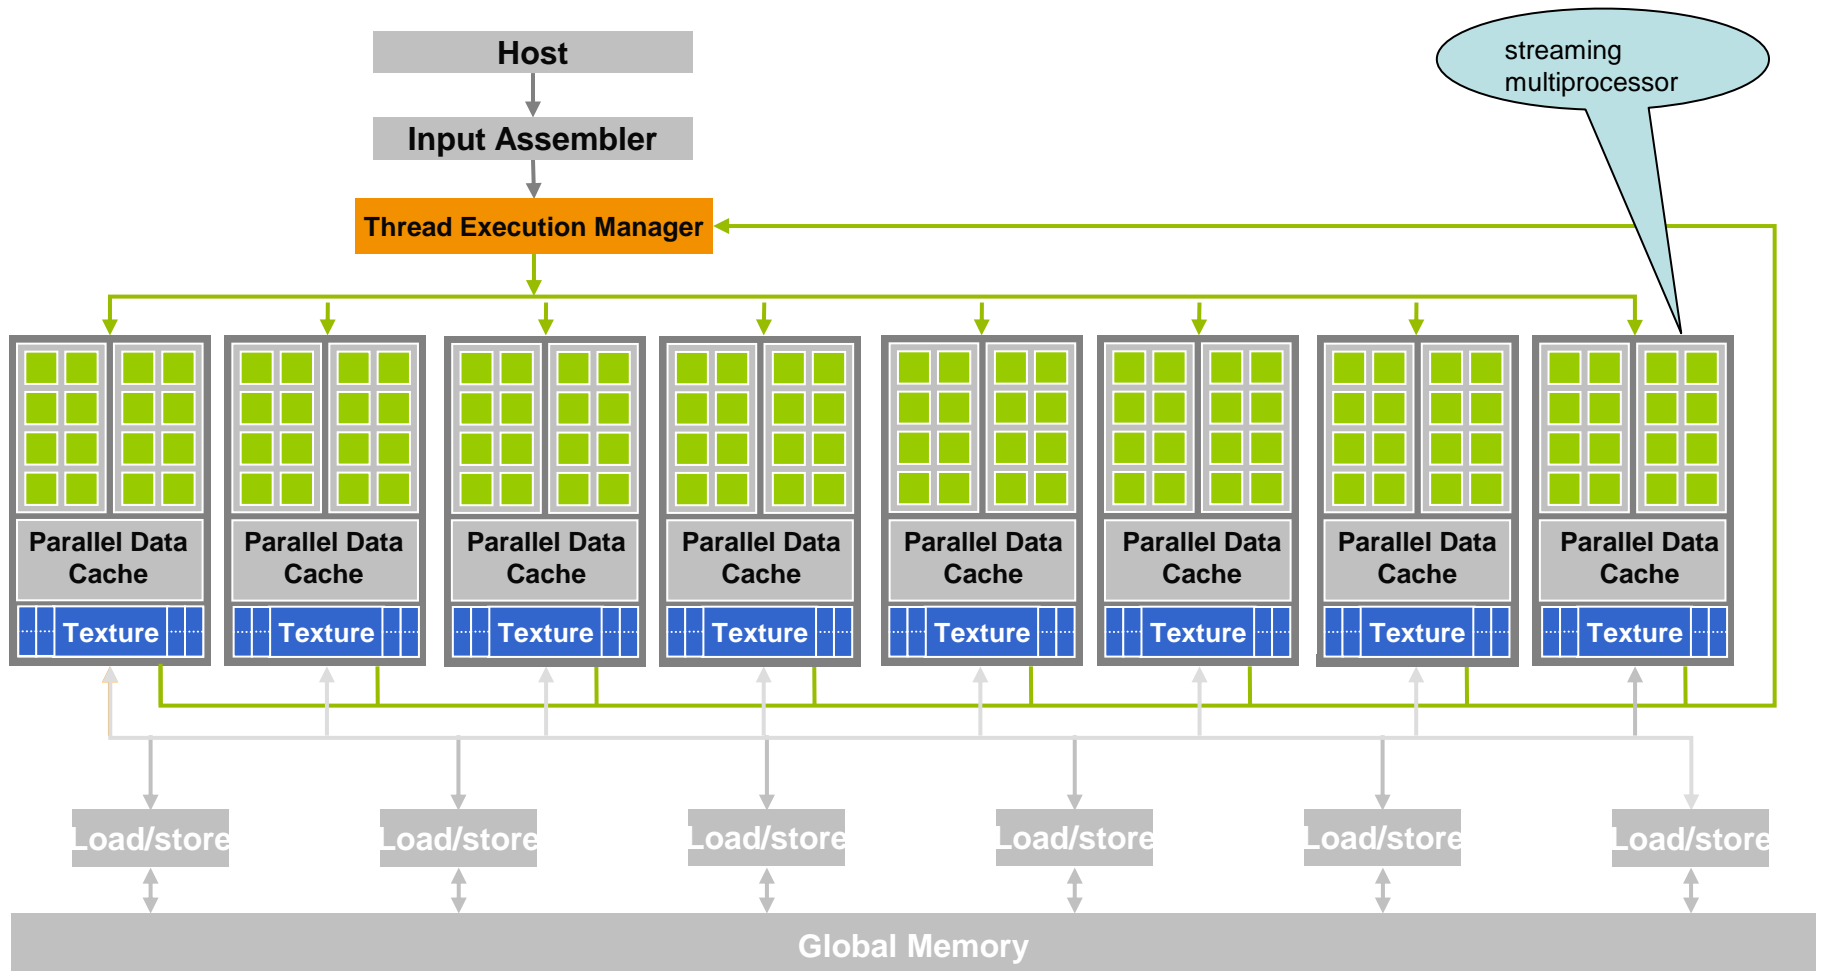 Host
streaming
multiprocessor
Input Assembler
Thread Execution Manager
Parallel Data
Cache
Parallel Data
Cache
Parallel Data
Cache
Parallel Data
Cache
Parallel Data
Cache
Parallel Data
Cache
Parallel Data
Cache
Parallel Data
Cache
Texture
Texture
Texture
Texture
Texture
Texture
Texture
Texture
Load/store
Load/store
Load/store
Load/store
Load/store
Load/store
Global Memory